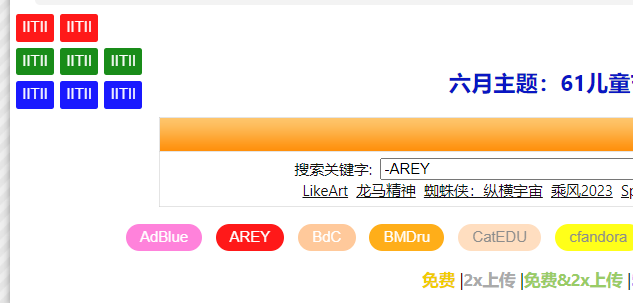 IITII IITII
IITII IITII IITII
IITII IITII IITII
六月主题：61儿童
搜索关键字: -AREY
LikeArt 龙马精神 蜘蛛侠：纵横宇宙 乘风2023 Sp
AdBlue AREY BdC BMDru CatEDU cfandora
免费 |2x上传 |免费&2x上传 |